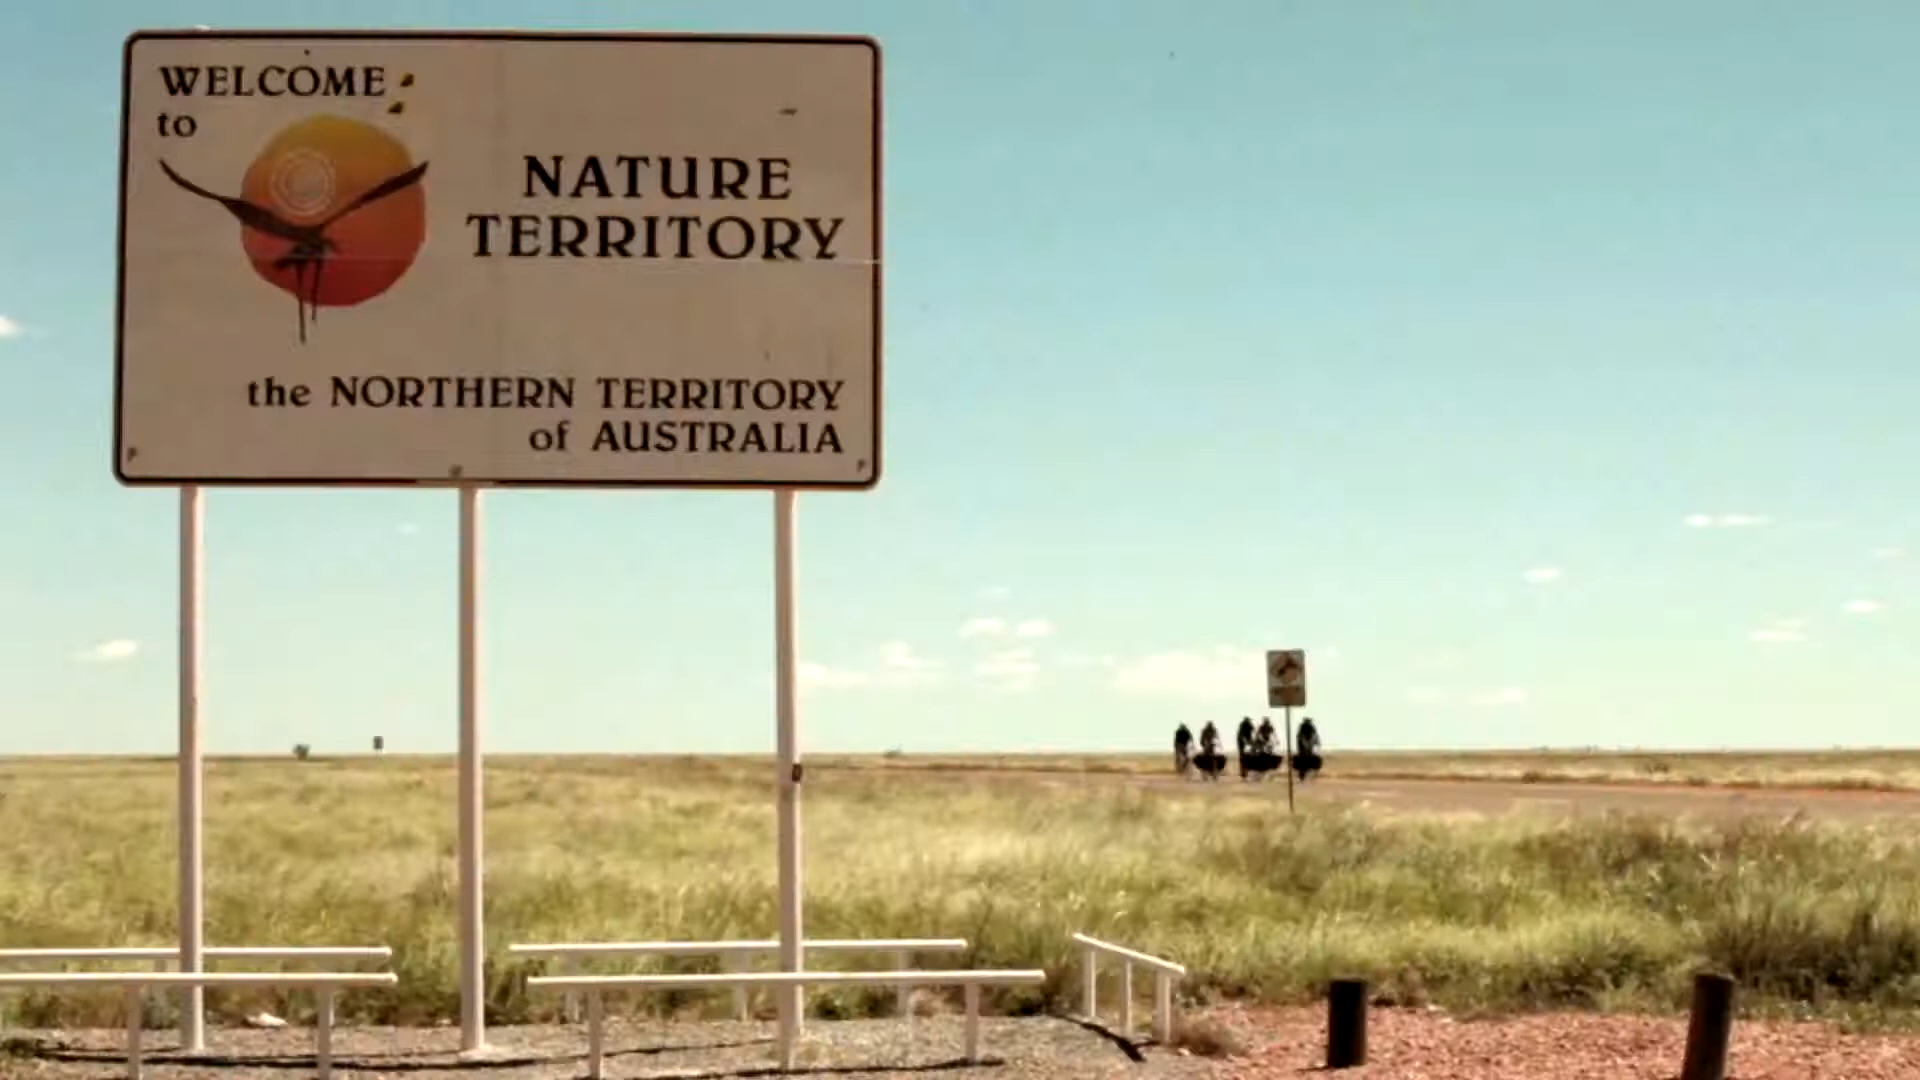 WELCOME
to
NATURE
TERRITORY
the NORTHERN TERRITORY
of AUSTRALIA